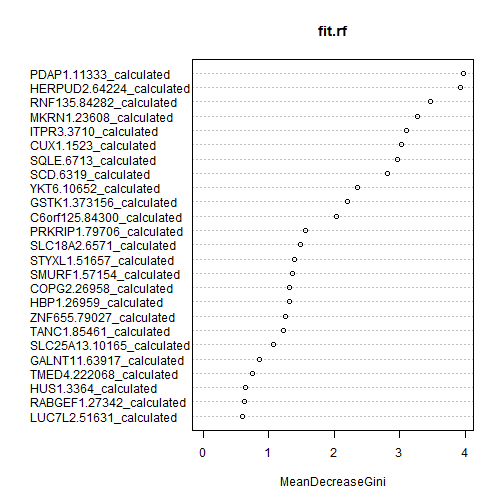 fit.rf
PDAP1.11333_calculated
HERPUD2.64224_calculated
RNF135.84282_calculated
MKRN1.23608_calculated
ITPR3.3710_calculated
CUX1.1523_calculated
SQLE.6713_calculated
SCD.6319_calculated
YKT6.10652_calculated
GSTK1.373156_calculated
C6orf125.84300_calculated
PRKRIP1.79706_calculated
SLC18A2.6571_calculated
STYXL1.51657_calculated
SMURF1.57154_calculated
COPG2.26958_calculated
HBP1.26959_calculated
ZNF655.79027_calculated
TANC1.85461_calculated
SLC25A13.10165_calculated
GALNT11.63917_calculated
TMED4.222068_calculated
HUS1.3364_calculated
RABGEF1.27342_calculated
LUC7L2.51631_calculated
0 1 2 3 4
MeanDecreaseGini